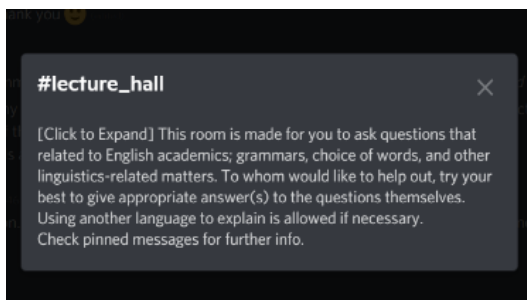 ank you
#lecture_hall
[Click to Expand] This room is made for you to ask questions that
related to English academics; grammars, choice of words, and other
linguistics-related matters. To whom would like to help out, try your
best to give appropriate answer(s) to the questions themselves.
Using another language to explain is allowed if necessary.
Check pinned messages for further info.